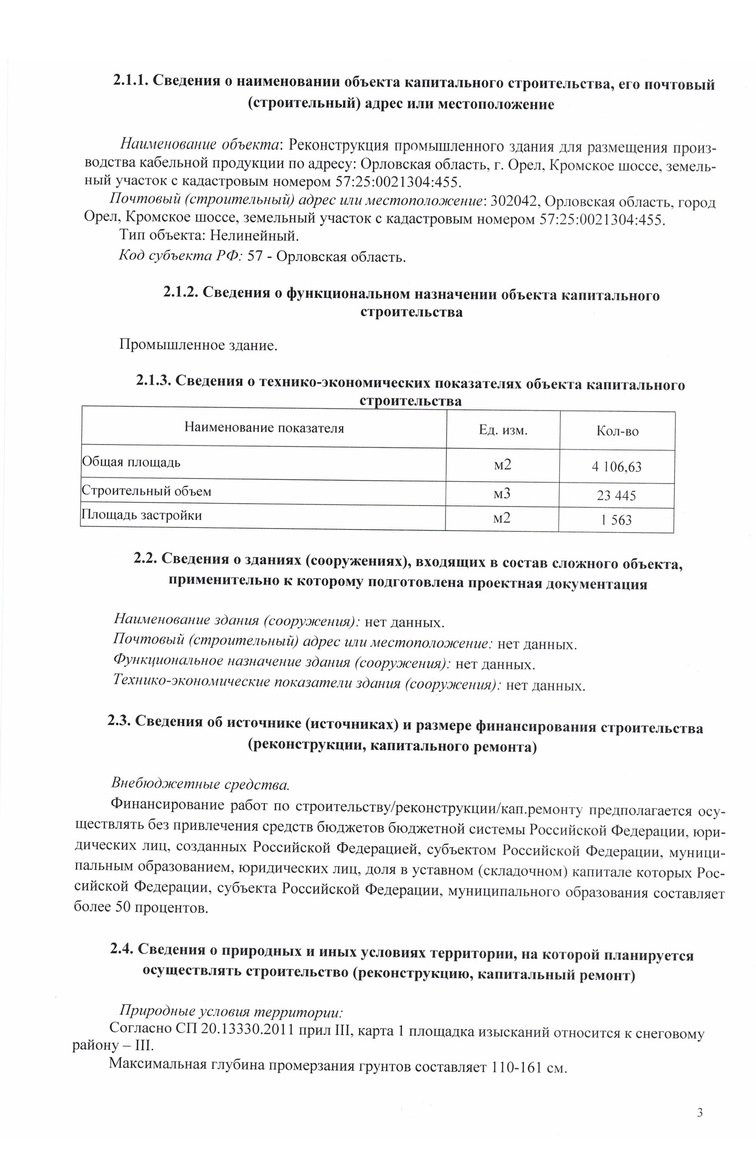 2.1.1. Сведения о наименовании объекта капитального строительства, его почтовый
(строительный) адрес или местоположение
Наименование объекта: Реконструкция промышленного здания для размещения произ-
водства кабельной продукции по адресу: Орловская область, г. Орел, Кромское шоссе, земель-
ный участок с кадастровым номером 57:25:0021304:455.
Почтовый (строительный) адрес или местоположение: 302042, Орловская область, город
Орел, Кромское шоссе, земельный участок с кадастровым номером 57:25:0021304:455.
Тип объекта: Нелинейный.
Код субъекта РФ: 57 - Орловская область.
2.1.2. Сведения о функциональном назначении объекта капитального
строительства
Промышленное здание.
2.1.3. Сведения о технико-экономических показателях объекта капитального
строительства
Наименование показателя Ед. изм. Кол-во
Общая площадь м2 4 106,63
Строительный объем м3 23 445
Площадь застройки м2 1 563
2.2. Сведения о зданиях (сооружениях), входящих в состав сложного объекта,
применительно к которому подготовлена проектная документация
Наименование здания (сооружения): нет данных.
Почтовый (строительный) адрес или местоположение: нет данных.
Функциональное назначение здания (сооружения): нет данных.
Технико-экономические показатели здания (сооружения): нет данных.
2.3. Сведения об источнике (источниках) и размере финансирования строительства
(реконструкции, капитального ремонта)
Внебюджетные средства.
Финансирование работ по строительству/реконструкции/кап.ремонту предполагается осу-
ществлять без привлечения средств бюджетов бюджетной системы Российской Федерации, юри-
дических лиц, созданных Российской Федерацией, субъектом Российской Федерации, муници-
пальным образованием, юридических лиц, доля в уставном (складочном) капитале которых Рос-
сийской Федерации, субъекта Российской Федерации, муниципального образования составляет
более 50 процентов.
2.4. Сведения о природных и иных условиях территории, на которой планируется
осуществлять строительство (реконструкцию, капитальный ремонт)
Природные условия территории:
Согласно СП 20.13330.2011 прил III, карта 1 площадка изысканий относится к снеговому
району – III.
Максимальная глубина промерзания грунтов составляет 110-161 см.
3